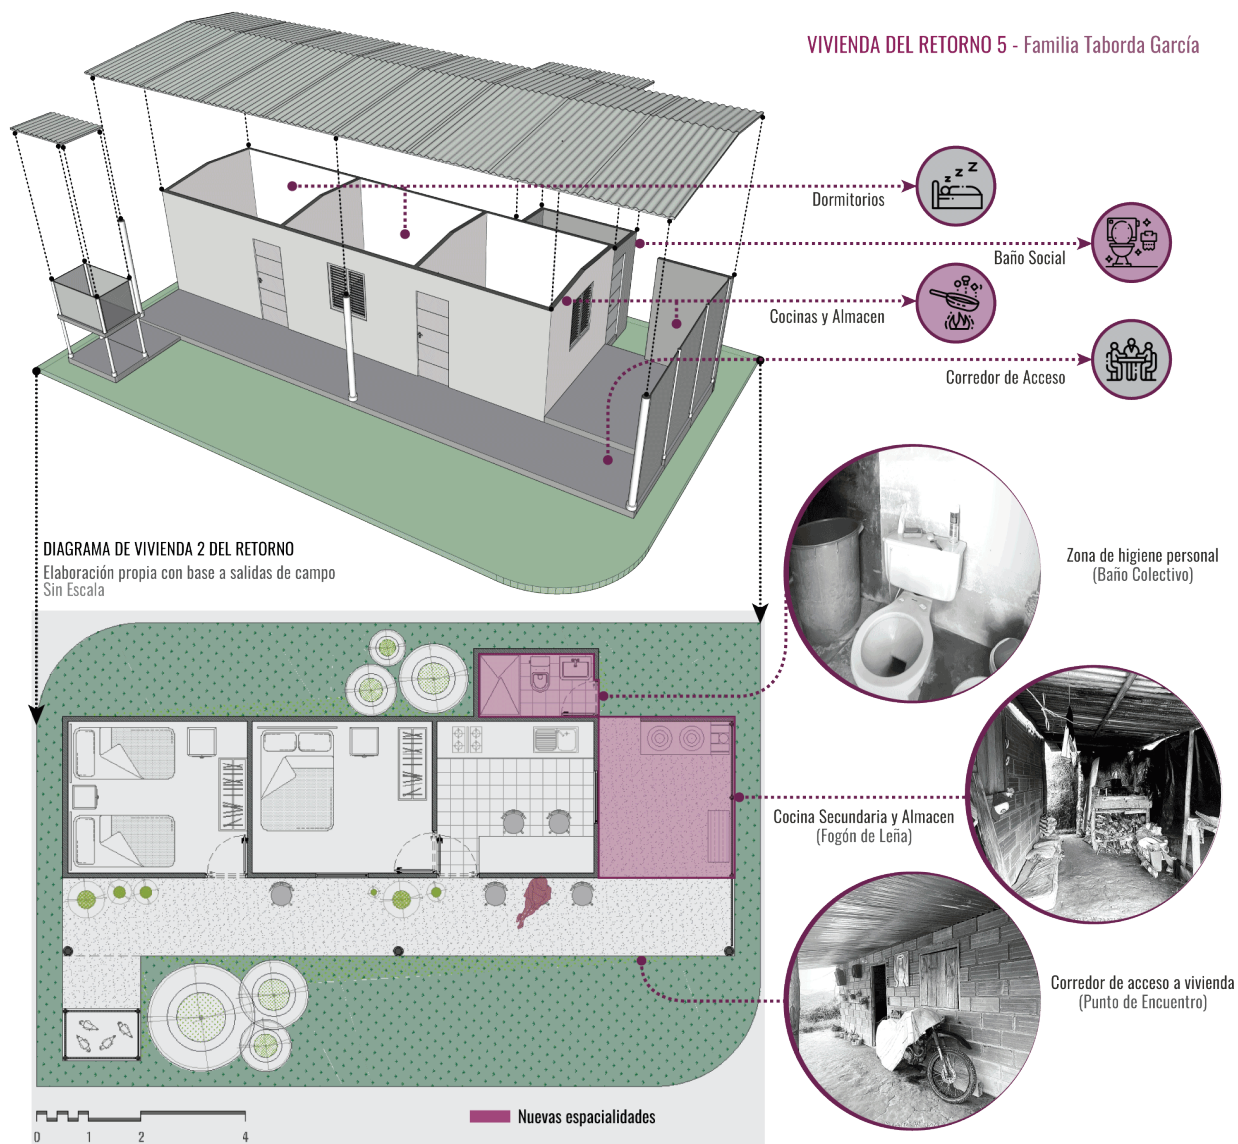 VIVIENDA DEL RETORNO 5 - Familia Taborda García
Dormitorios
Baño Social
Cocinas y Almacen
Corredor de Acceso
DIAGRAMA DE VIVIENDA 2 DEL RETORNO
Elaboración propia con base a salidas de campo
Sin Escala
Zona de higiene personal
(Baño Colectivo)
Cocina Secundaria y Almacen
(Fogón de Leña)
Corredor de acceso a vivienda
(Punto de Encuentro)
Nuevas espacialidades
0 1 2 4